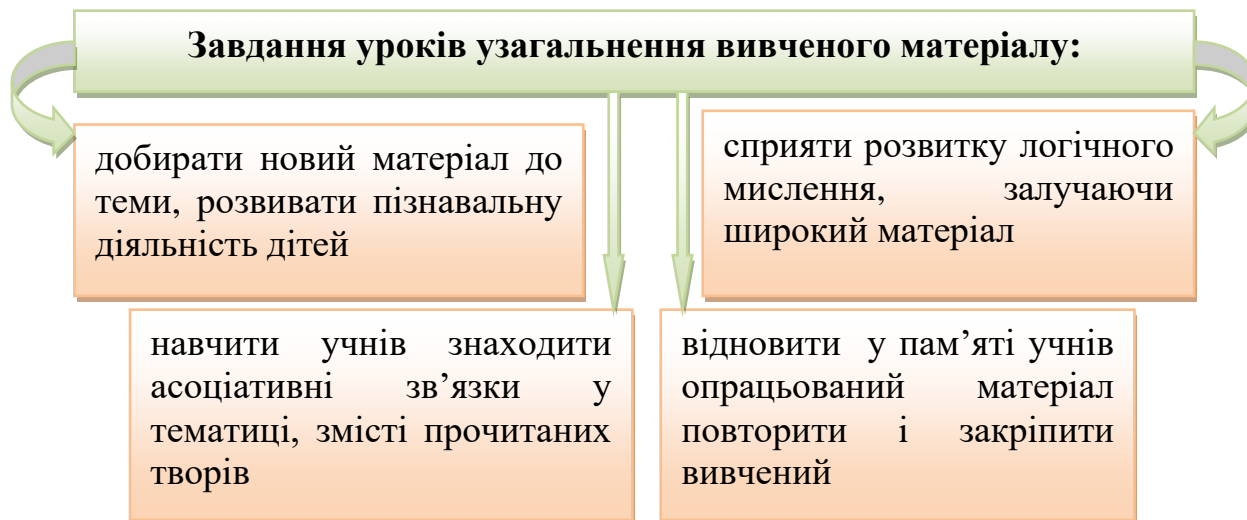 Завдання уроків узагальнення вивченого матеріалу:
добирати новий матеріал до
теми, розвивати пізнавальну
діяльність дітей
сприяти розвитку логічного
мислення, залучаючи
широкий матеріал
навчити учнів знаходити
асоціативні зв’язки у
тематиці, змісті прочитаних
творів
відновити у пам’яті учнів
опрацьований матеріал
повторити і закріпити
вивчений